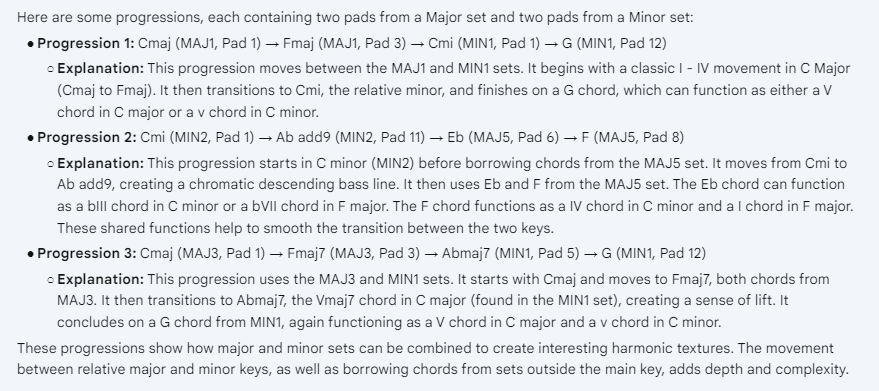 Here are some progressions, each containing two pads from a Major set and two pads from a Minor set:
• Progression 1: Cmaj (MAJ1, Pad 1) → Fmaj (MAJ1, Pad 3) → Cmi (MIN1, Pad 1) → G (MIN1, Pad 12)
○ Explanation: This progression moves between the MAJ1 and MIN1 sets. It begins with a classic I - IV movement in C Major
(Cmaj to Fmaj). It then transitions to Cmi, the relative minor, and finishes on a G chord, which can function as either a V
chord in C major or a v chord in C minor.
• Progression 2: Cmi (MIN2, Pad 1) → Ab add9 (MIN2, Pad 11) → Eb (MAJ5, Pad 6) → F (MAJ5, Pad 8)
○ Explanation: This progression starts in C minor (MIN2) before borrowing chords from the MAJ5 set. It moves from Cmi to
Ab add9, creating a chromatic descending bass line. It then uses Eb and F from the MAJ5 set. The Eb chord can function
as a bIII chord in C minor or a bVII chord in F major. The F chord functions as a IV chord in C minor and a I chord in F major.
These shared functions help to smooth the transition between the two keys.
• Progression 3: Cmaj (MAJ3, Pad 1) → Fmaj7 (MAJ3, Pad 3) → Abmaj7 (MIN1, Pad 5) → G (MIN1, Pad 12)
○ Explanation: This progression uses the MAJ3 and MIN1 sets. It starts with Cmaj and moves to Fmaj7, both chords from
MAJ3. It then transitions to Abmaj7, the Vmaj7 chord in C major (found in the MIN1 set), creating a sense of lift. It
concludes on a G chord from MIN1, again functioning as a V chord in C major and a v chord in C minor.
These progressions show how major and minor sets can be combined to create interesting harmonic textures. The movement
between relative major and minor keys, as well as borrowing chords from sets outside the main key, adds depth and complexity.